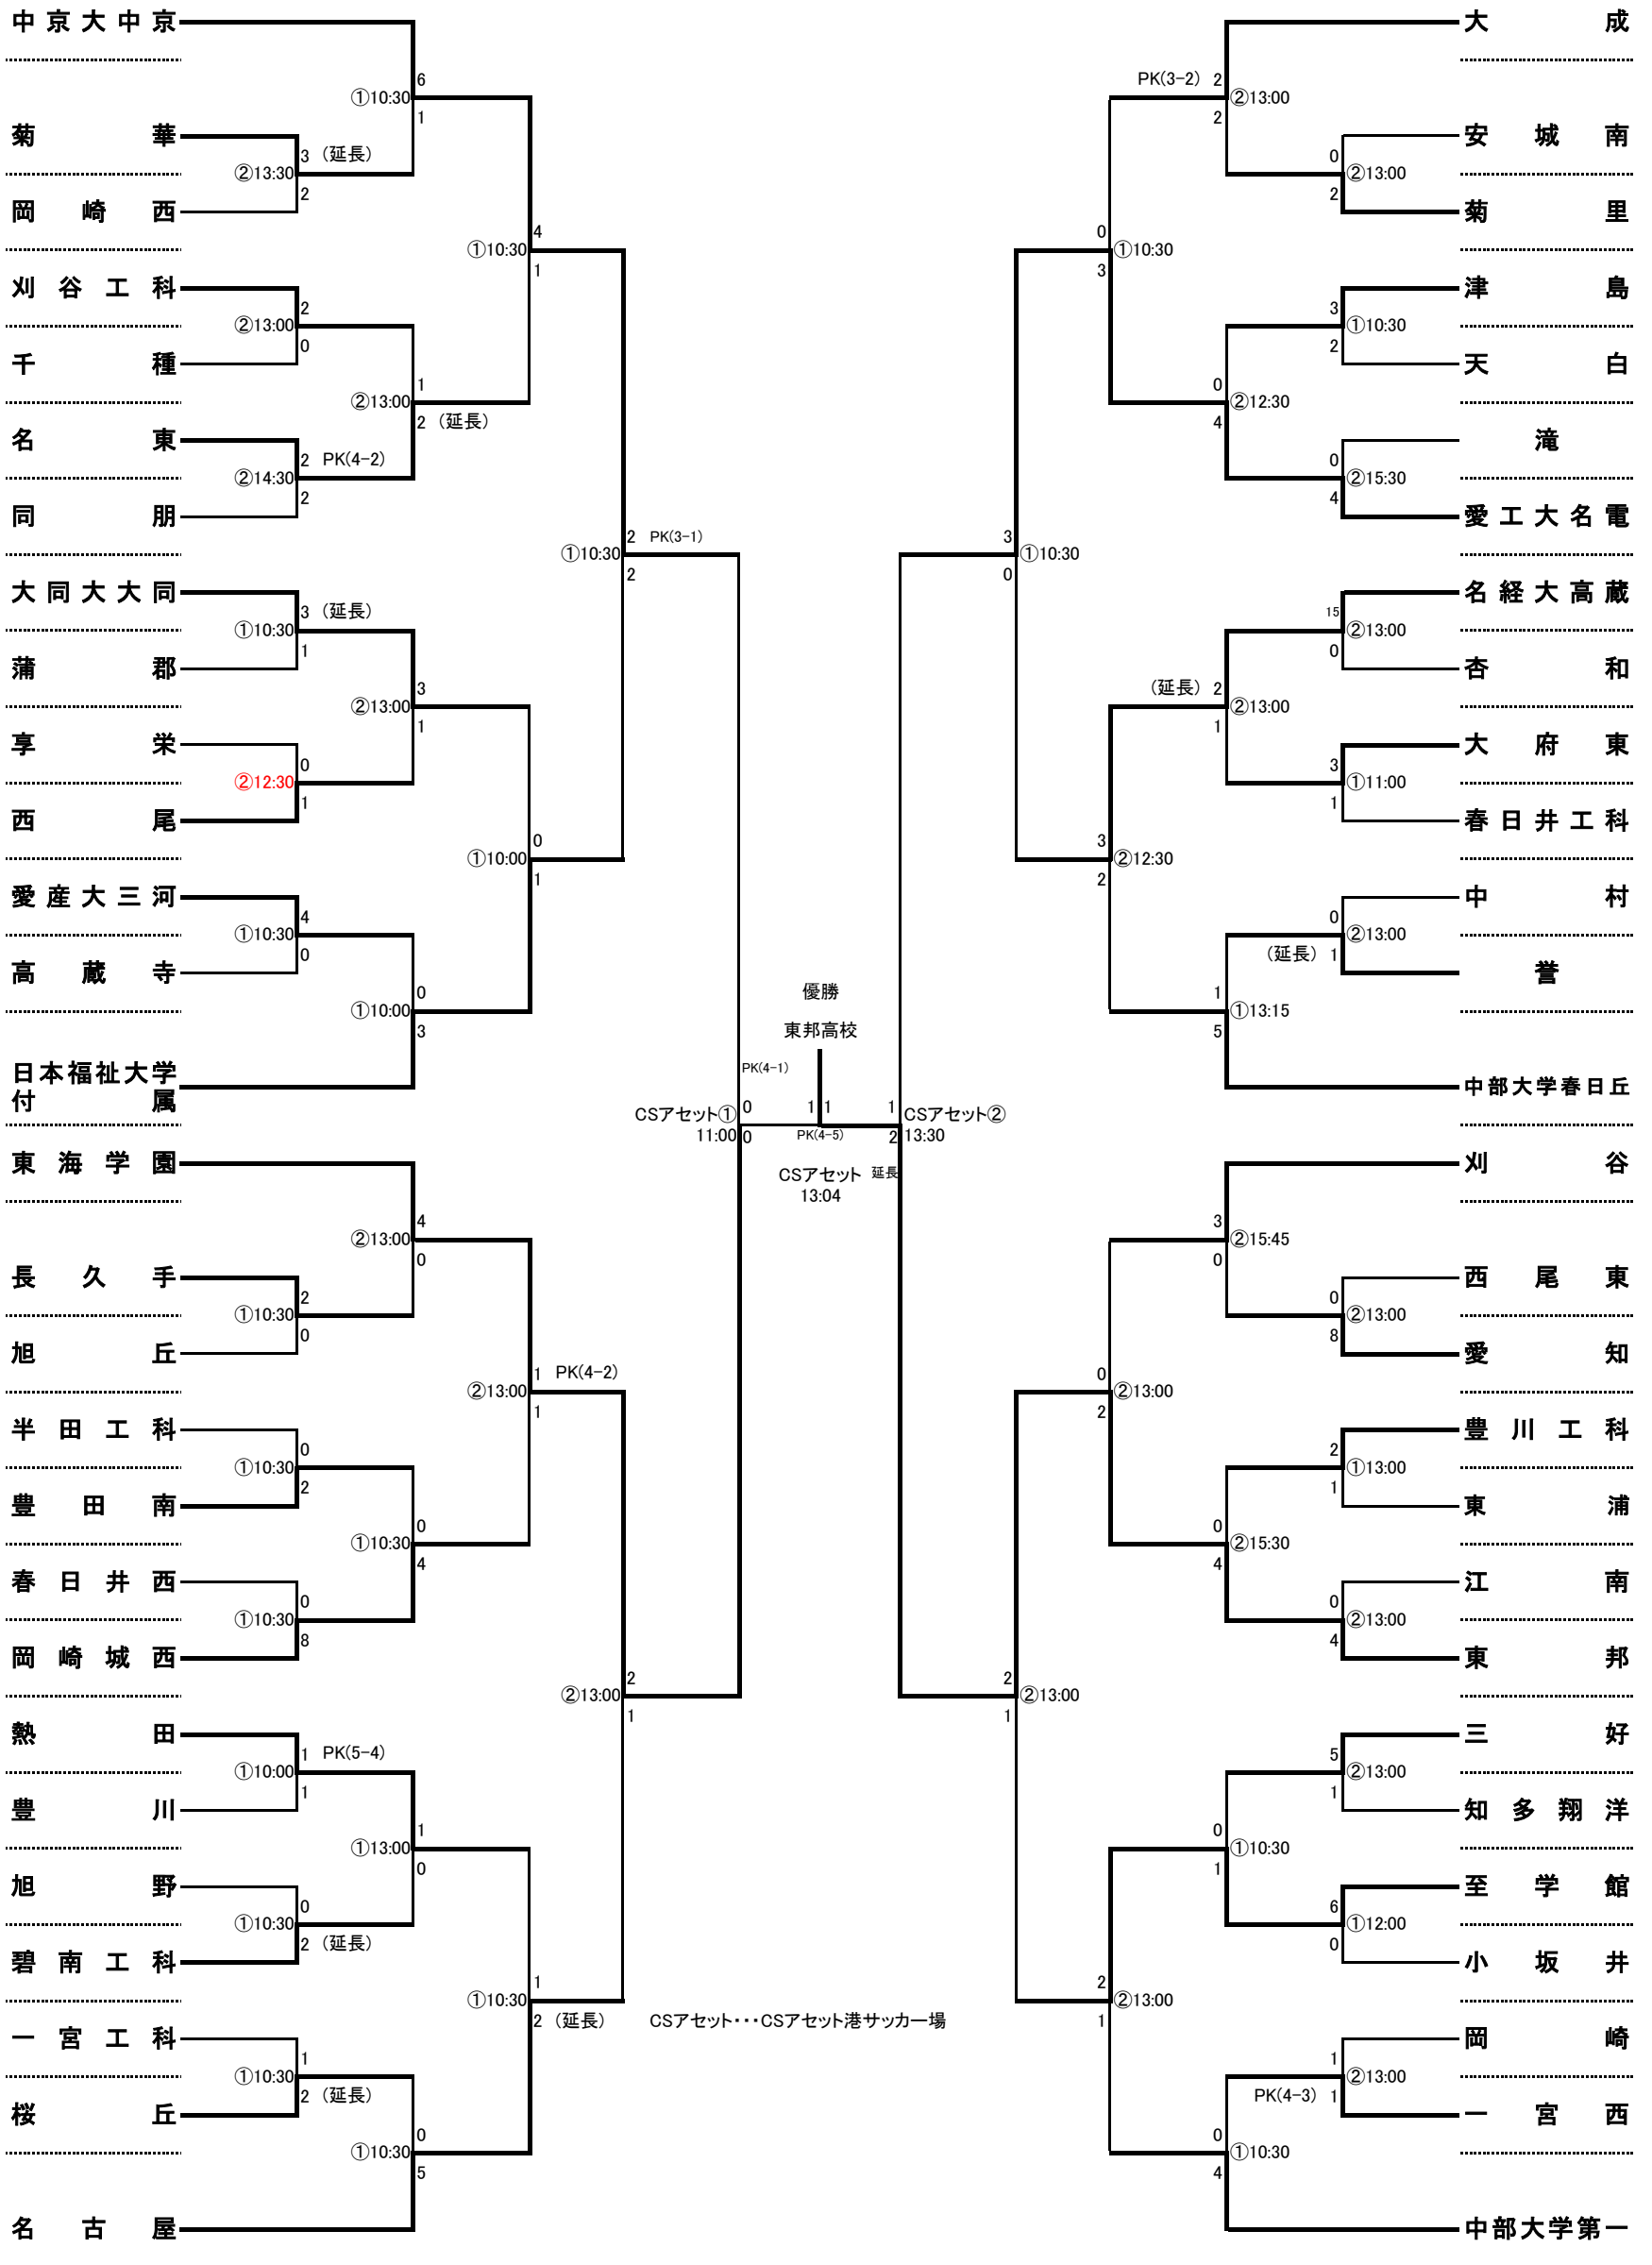 中京大中京
6
①10:30
1
菊華
3 (延長)
②13:30
2
岡崎西
4
①10:30
1
刈谷工科
2
②13:00
0
千種
1
②13:00
2 (延長)
名東
2 PK(4-2)
②14:30
2
同朋
2 PK(3-1)
①10:30
2
大同大大同
3 (延長)
①10:30
1
蒲郡
3
②13:00
1
享栄
0
②12:30
1
西尾
0
①10:00
1
愛産大三河
4
①10:30
0
高蔵寺
0
①10:00
3
日本福祉大学
付属
東海学園
4
②13:00
0
長久手
2
①10:30
0
旭丘
1 PK(4-2)
②13:00
1
半田工科
0
①10:30
2
豊田南
0
①10:30
4
春日井西
0
①10:30
8
岡崎城西
2
②13:00
1
熱田
1 PK(5-4)
①10:00
1
豊川
1
①13:00
0
旭野
0
①10:30
2 (延長)
碧南工科
1
①10:30
2 (延長)
一宮工科
1
①10:30
2 (延長)
桜丘
0
①10:30
5
名古屋
優勝
東邦高校
PK(4-1)
CSアセット① 0
11:00 0
1 1
PK(4-5)
CSアセット
13:04
1 CSアセット②
2 13:30
延長
CSアセット・・・CSアセット港サッカー場
大成
PK(3-2) 2
②13:00
2
安城南
0
②13:00
2
菊里
0
①10:30
3
津島
3
①10:30
2
天白
0
②12:30
4
滝
0
②15:30
4
愛工大名電
3
①10:30
0
名経大高蔵
15
②13:00
0
杏和
(延長) 2
②13:00
1
大府東
3
①11:00
1
春日井工科
3
②12:30
2
中村
0
②13:00
(延長) 1
誉
1
①13:15
5
中部大学春日丘
刈谷
3
②15:45
0
西尾東
0
②13:00
8
愛知
0
②13:00
2
豊川工科
2
①13:00
1
東浦
0
②15:30
4
江南
0
②13:00
4
東邦
2
②13:00
1
三好
5
②13:00
1
知多翔洋
0
①10:30
1
至学館
6
①12:00
0
小坂井
2
②13:00
1
岡崎
1
②13:00
PK(4-3) 1
一宮西
0
①10:30
4
中部大学第一